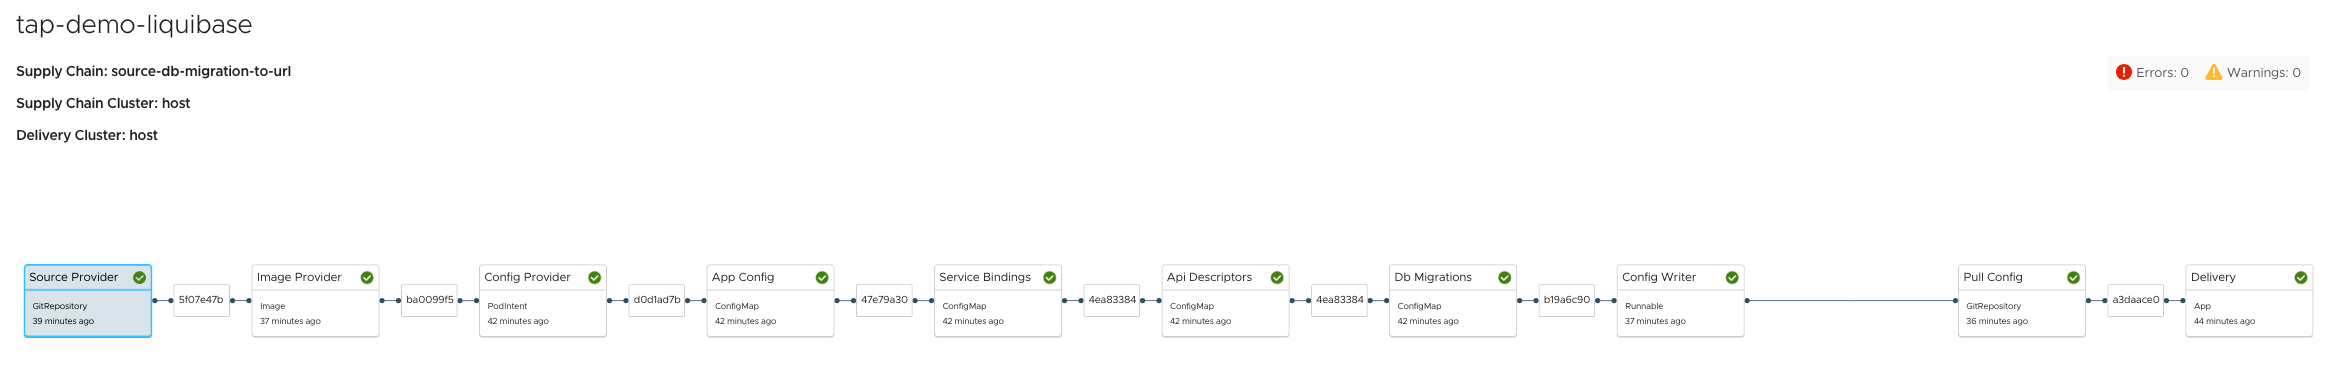 tap-demo-liquibase
Supply Chain: source-db-migration-to-url
Errors: 0 Warnings: 0
Supply Chain Cluster: host
Delivery Cluster: host
Source Provider
GitRepository
39 minutes ago
5f07e47b
Image Provider
Image
37 minutes ago
ba0099f5
Config Provider
PodIntent
42 minutes ago
d0d1ad7b
App Config
ConfigMap
42 minutes ago
47e79a30
Service Bindings
ConfigMap
42 minutes ago
4ea83384
Api Descriptors
ConfigMap
42 minutes ago
4ea83384
Db Migrations
ConfigMap
42 minutes ago
b19a6c90
Config Writer
Runnable
37 minutes ago
Pull Config
GitRepository
36 minutes ago
a3daace0
Delivery
App
44 minutes ago